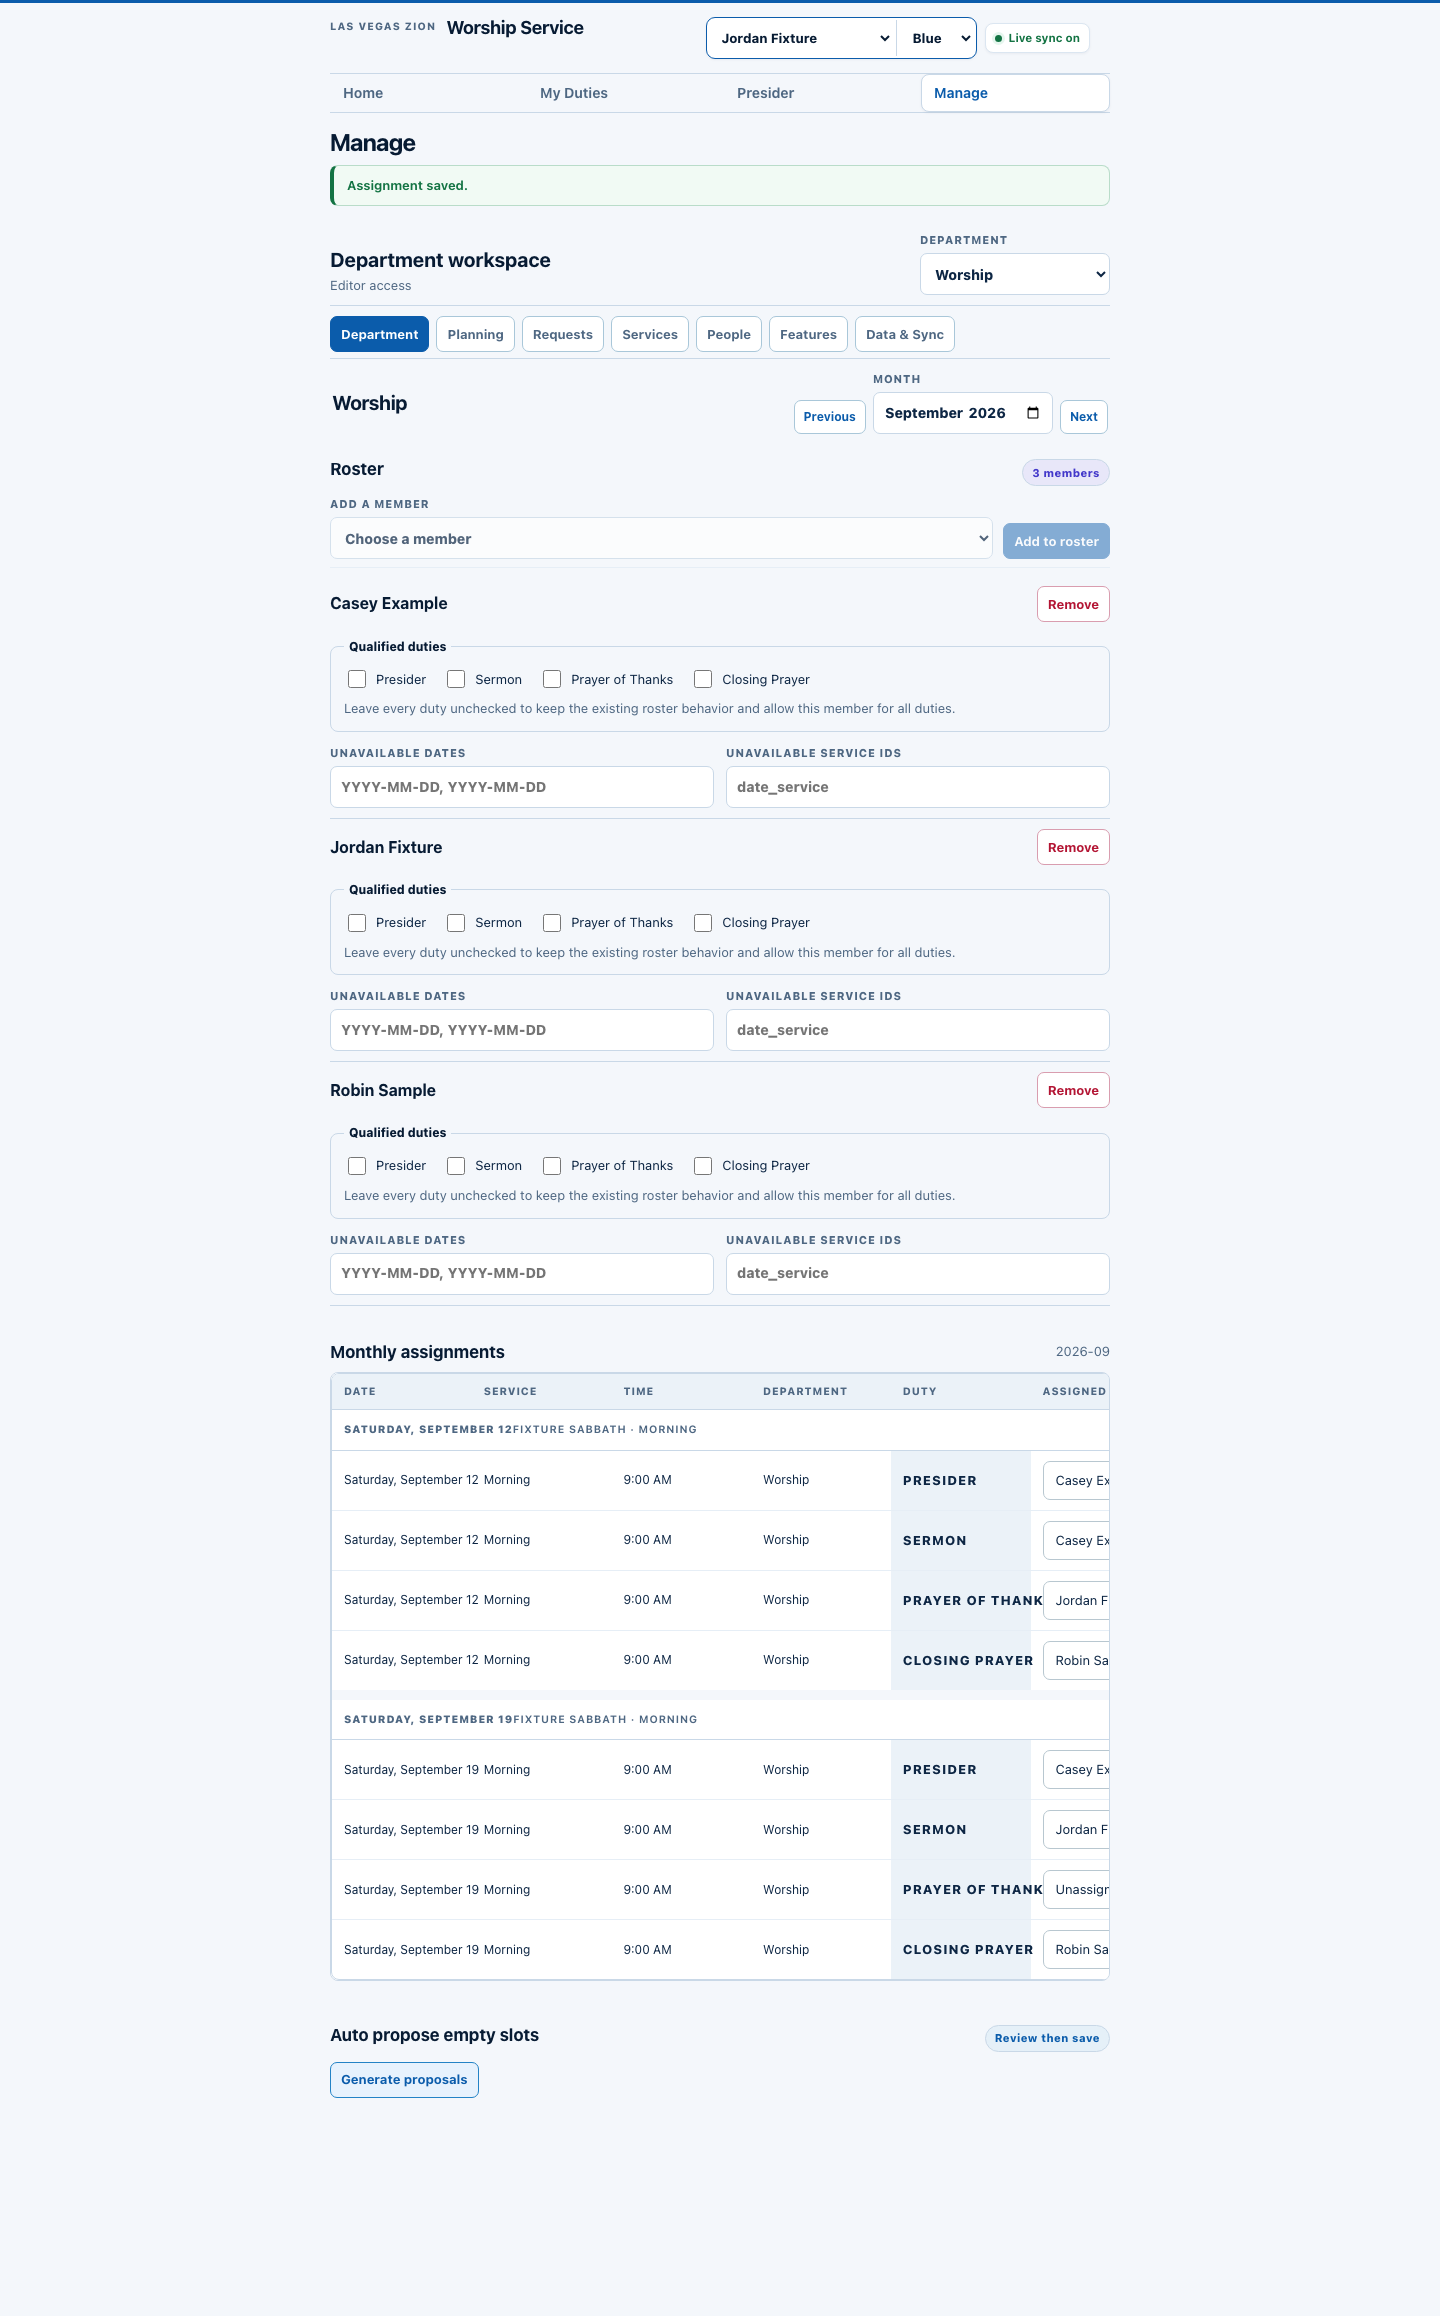 LAS VEGAS ZION Worship Service Jordan Fixture Blue Live sync on
Home My Duties Presider Manage
Manage
Assignment saved.
DEPARTMENT
Department workspace Worship
Editor access
Department Planning Requests Services People Features Data & Sync
MONTH
Worship Previous September 2026 Next
Roster 3 members
ADD A MEMBER
Choose a member Add to roster
Casey Example Remove
Qualified duties
Presider Sermon Prayer of Thanks Closing Prayer
Leave every duty unchecked to keep the existing roster behavior and allow this member for all duties.
UNAVAILABLE DATES UNAVAILABLE SERVICE IDS
YYYY-MM-DD, YYYY-MM-DD date_service
Jordan Fixture Remove
Qualified duties
Presider Sermon Prayer of Thanks Closing Prayer
Leave every duty unchecked to keep the existing roster behavior and allow this member for all duties.
UNAVAILABLE DATES UNAVAILABLE SERVICE IDS
YYYY-MM-DD, YYYY-MM-DD date_service
Robin Sample Remove
Qualified duties
Presider Sermon Prayer of Thanks Closing Prayer
Leave every duty unchecked to keep the existing roster behavior and allow this member for all duties.
UNAVAILABLE DATES UNAVAILABLE SERVICE IDS
YYYY-MM-DD, YYYY-MM-DD date_service
Monthly assignments 2026-09
DATE SERVICE TIME DEPARTMENT DUTY ASSIGNED
SATURDAY, SEPTEMBER 12FIXTURE SABBATH · MORNING
Saturday, September 12 Morning 9:00 AM Worship PRESIDER Casey Ex
Saturday, September 12 Morning 9:00 AM Worship SERMON Casey Ex
Saturday, September 12 Morning 9:00 AM Worship PRAYER OF THANK Jordan F
Saturday, September 12 Morning 9:00 AM Worship CLOSING PRAYER Robin Sa
SATURDAY, SEPTEMBER 19FIXTURE SABBATH · MORNING
Saturday, September 19 Morning 9:00 AM Worship PRESIDER Casey Ex
Saturday, September 19 Morning 9:00 AM Worship SERMON Jordan F
Saturday, September 19 Morning 9:00 AM Worship PRAYER OF THANK Unassign
Saturday, September 19 Morning 9:00 AM Worship CLOSING PRAYER Robin Sa
Auto propose empty slots Review then save
Generate proposals